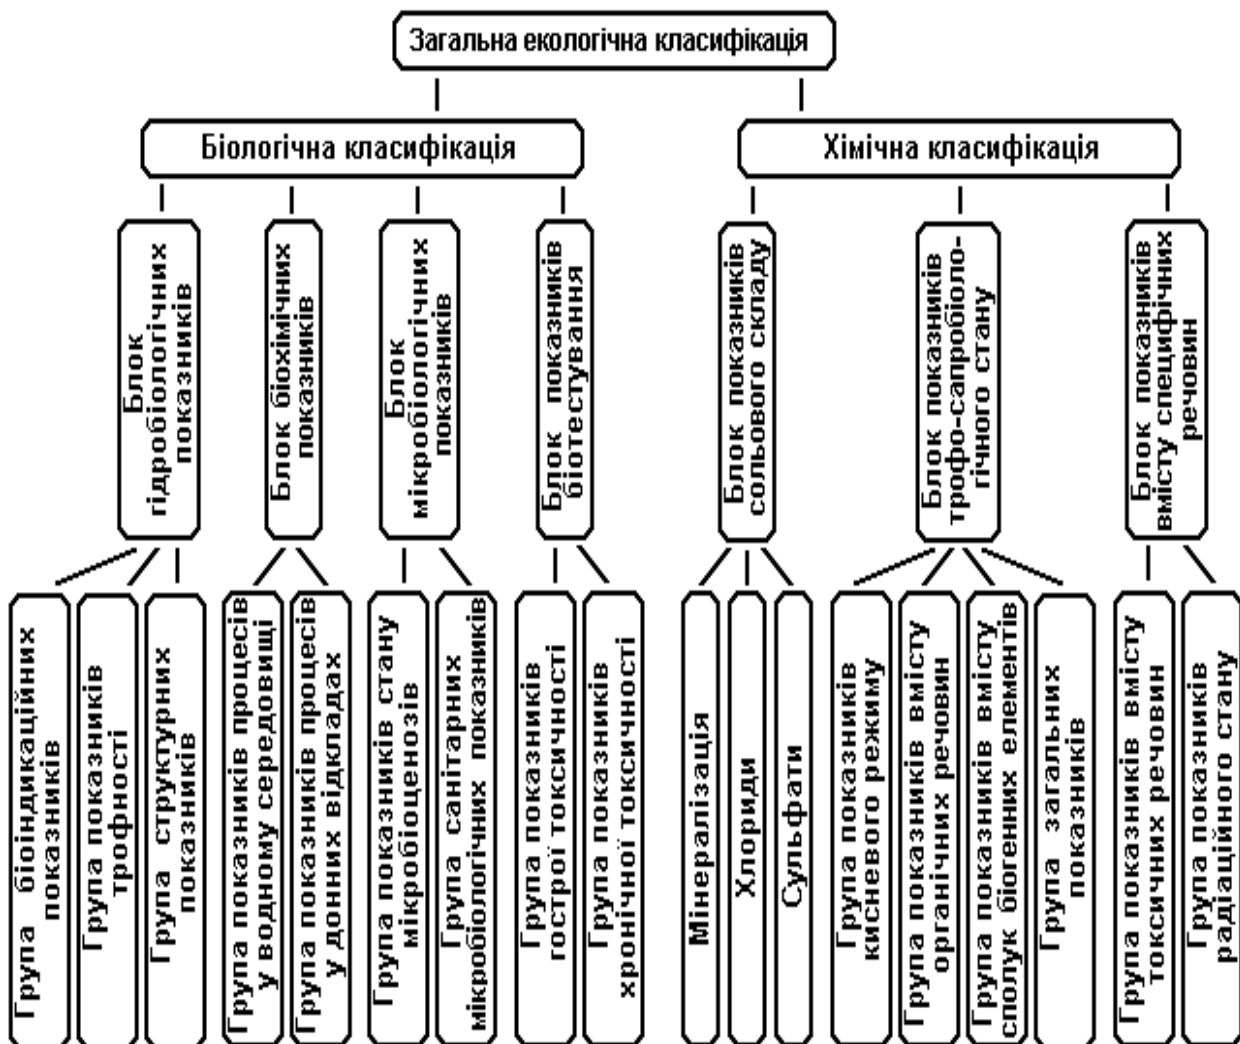 Загальна екологічна класифікація
Біологічна класифікація
Хімічна класифікація
Блок
гідробіологічних
показників
Блок біохімічних
показників
Блок
мікробіологічних
показників
Блок показників
біотестування
Блок показників
сольового складу
Блок показників
трофо-сапробіоло-
гічного стану
Блок показників
вмісту специфічних
речовин
Група біоіндикаційних
показників
Група показників
трофності
Група структурних
показників
Група показників процесів
у водному середовищі
Група показників процесів
у донних відкладах
Група показників стану
мікробіоценозів
Група санітарних
мікробіологічних показників
Група показників
гострої токсичності
Група показників
хронічної токсичності
Мінералізація
Хлориди
Сульфати
Група показників
кисневого режиму
Група показників вмісту
органічних речовин
Група показників вмісту
сполук біогенних елементів
Група загальних
показників
Група показників вмісту
токсичних речовин
Група показників
радіаційного стану